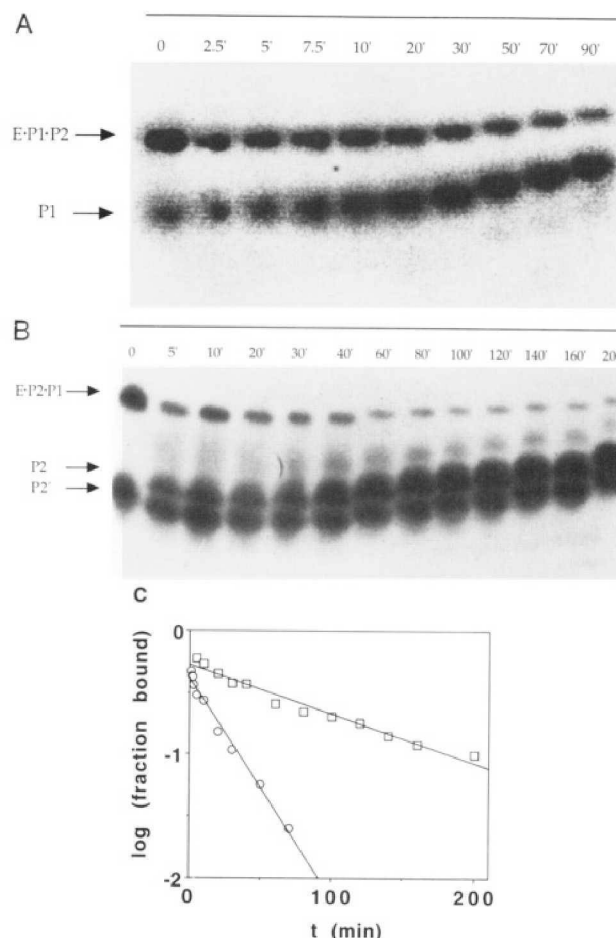 A
0 2.5' 5' 7.5' 10' 20' 30' 50' 70' 90'
E·P1·P2
P1
B
0 5' 10' 20' 30' 40' 60' 80' 100' 120' 140' 160' 20
E·P2·P1
P2
P2'
C
0
-1
-2
log (fraction bound)
0 100 200
t (min)